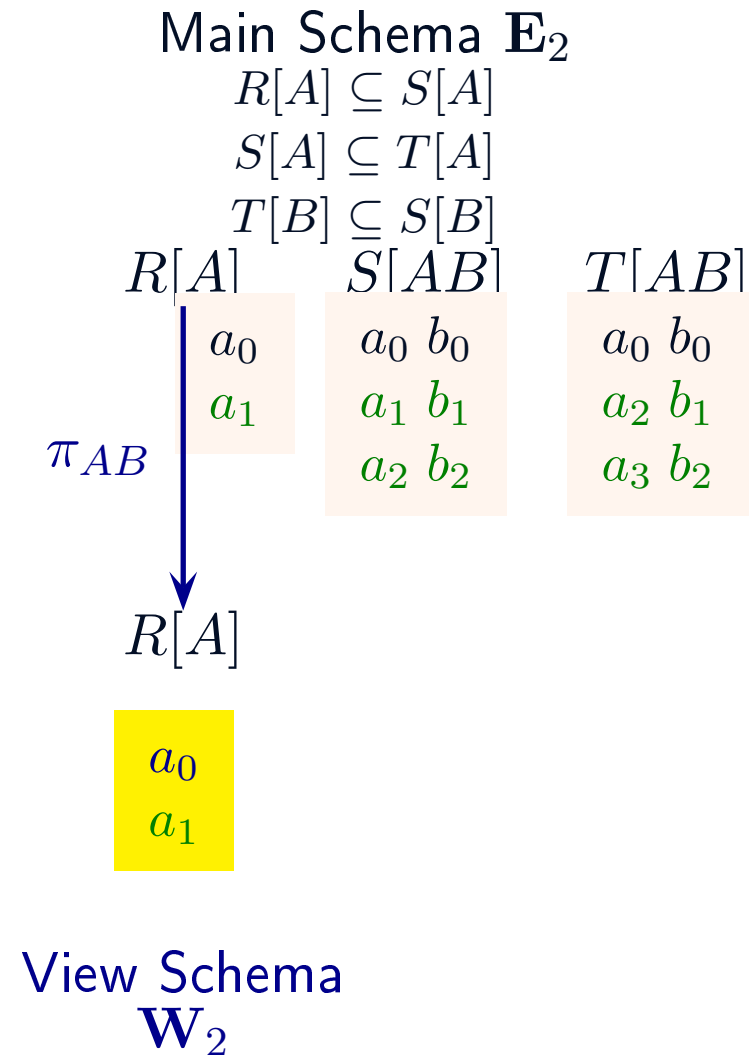 Main Schema E₂
R[A] ⊆ S[A]
S[A] ⊆ T[A]
T[B] ⊆ S[B]
R[A] S[AB] T[AB]
a₀ a₀ b₀ a₀ b₀
a₁ a₁ b₁ a₂ b₁
π_AB a₂ b₂ a₃ b₂
R[A]
a₀
a₁
View Schema
W₂